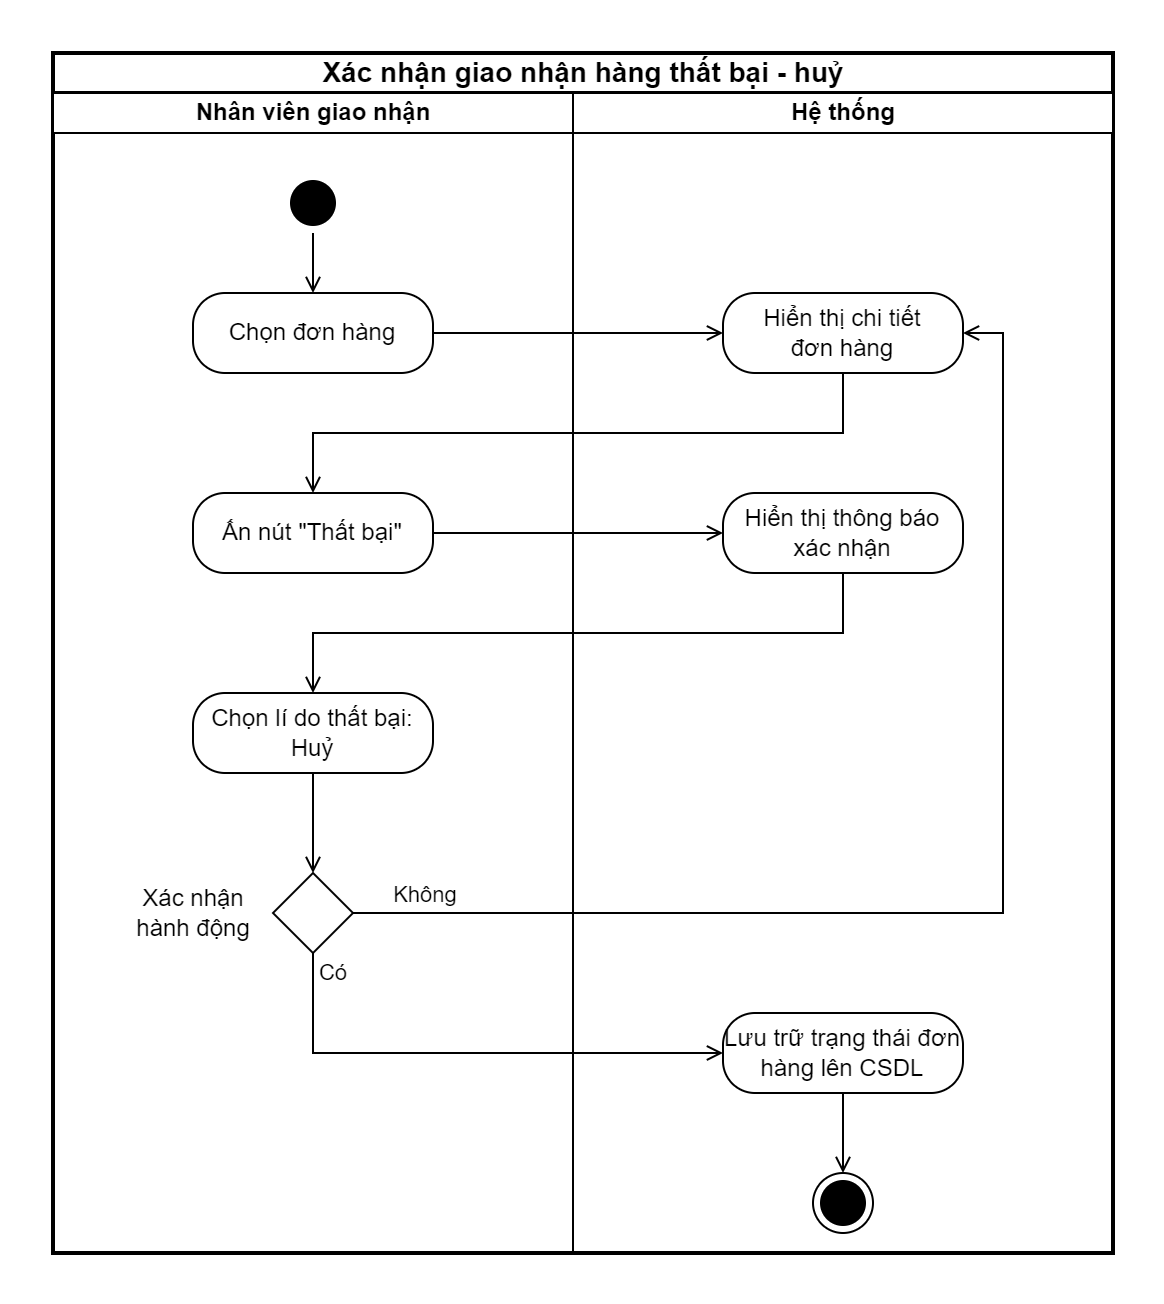 Xác nhận giao nhận hàng thất bại - huỷ
Nhân viên giao nhận
Hệ thống
Chọn đơn hàng
Hiển thị chi tiết
đơn hàng
Ấn nút "Thất bại"
Hiển thị thông báo
xác nhận
Chọn lí do thất bại:
Huỷ
Xác nhận
hành động
Không
Có
Lưu trữ trạng thái đơn
hàng lên CSDL